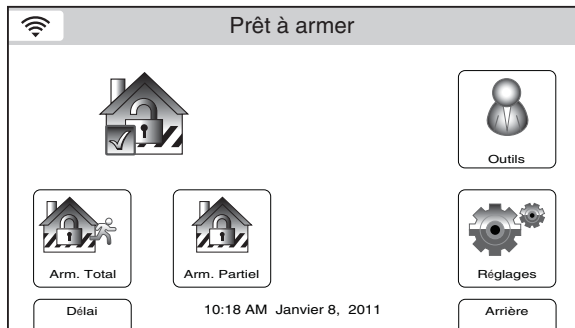 Prêt à armer
Outils
Arm. Total
Arm. Partiel
Réglages
Délai
10:18 AM Janvier 8, 2011
Arrière